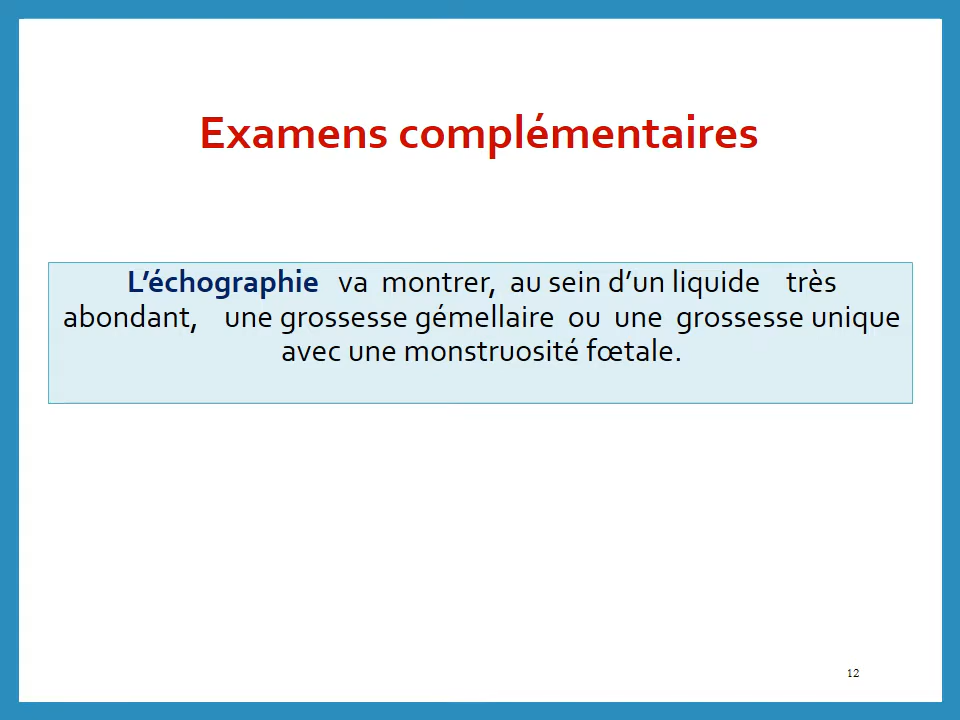 Examens complémentaires
L’échographie va montrer, au sein d’un liquide très
abondant, une grossesse gémellaire ou une grossesse unique
avec une monstruosité fœtale.
12